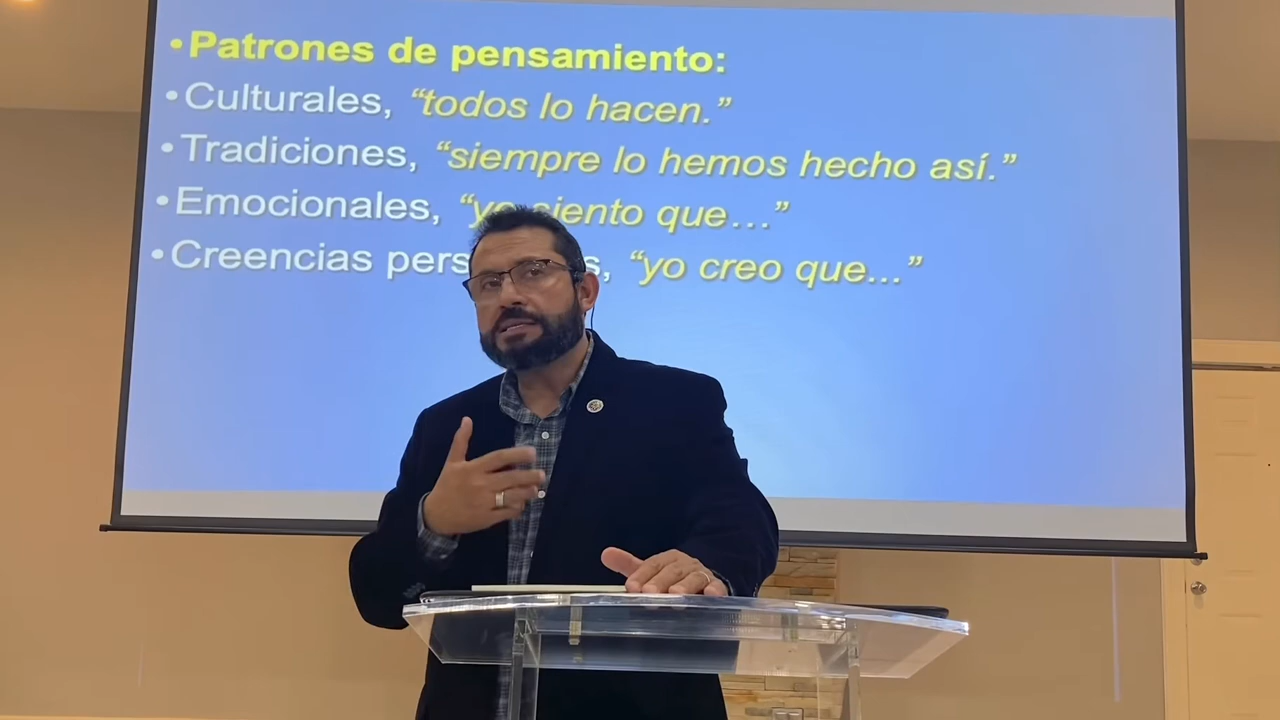 •Patrones de pensamiento:
•Culturales, “todos lo hacen.”
•Tradiciones, “siempre lo hemos hecho así.”
•Emocionales, “yo siento que...”
•Creencias “yo creo que...”